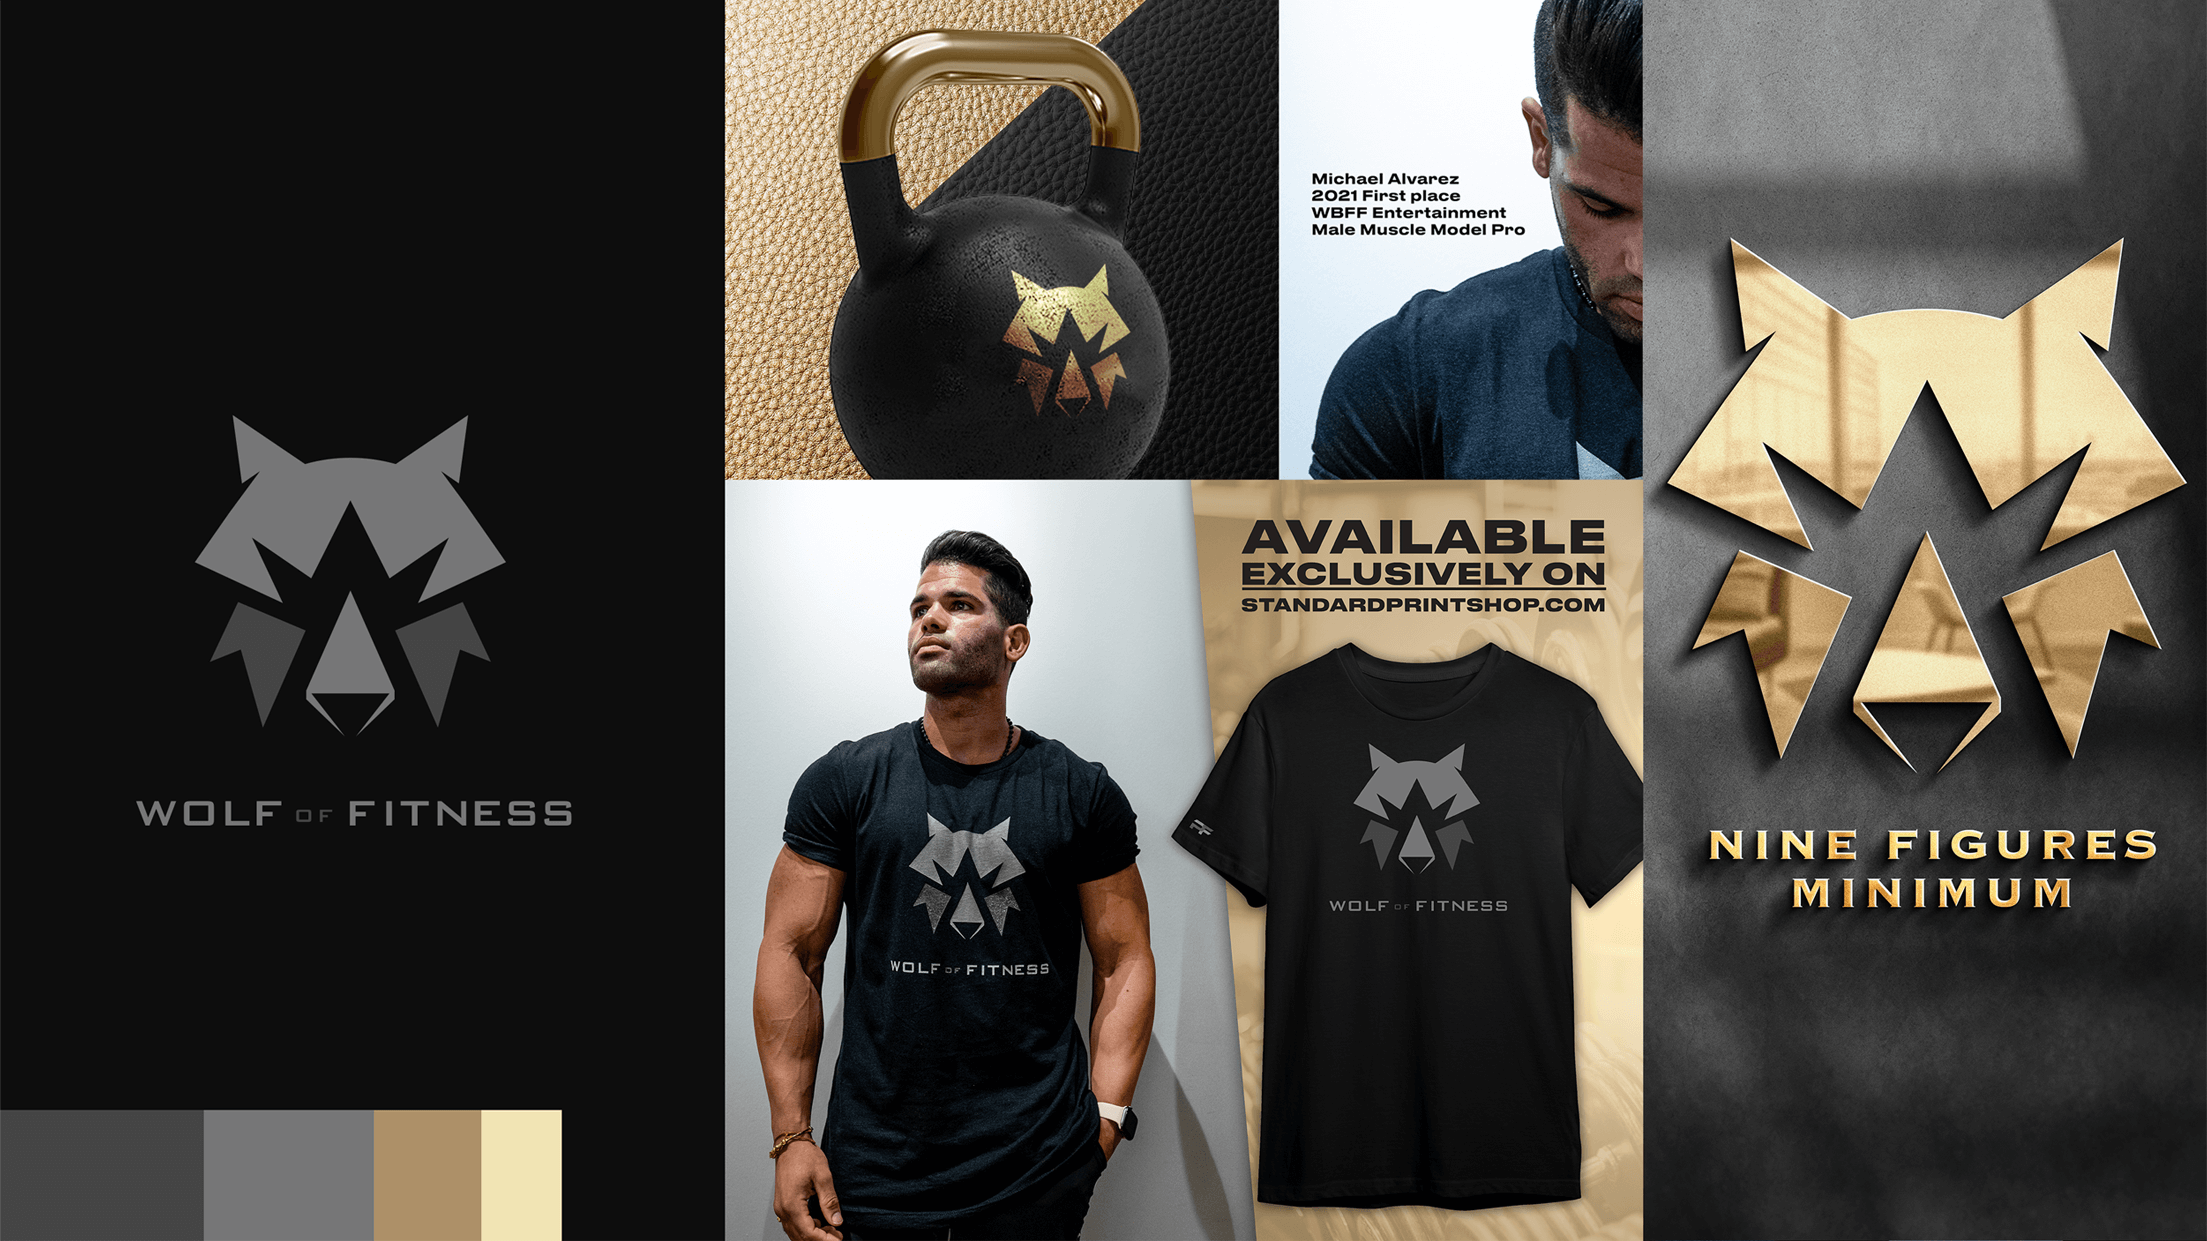 WOLF OF FITNESS
Michael Alvarez
2021 First place
WBFF Entertainment
Male Muscle Model Pro
WOLF OF FITNESS
AVAILABLE
EXCLUSIVELY ON
STANDARDPRINTSHOP.COM
WOLF OF FITNESS
NINE FIGURES
MINIMUM